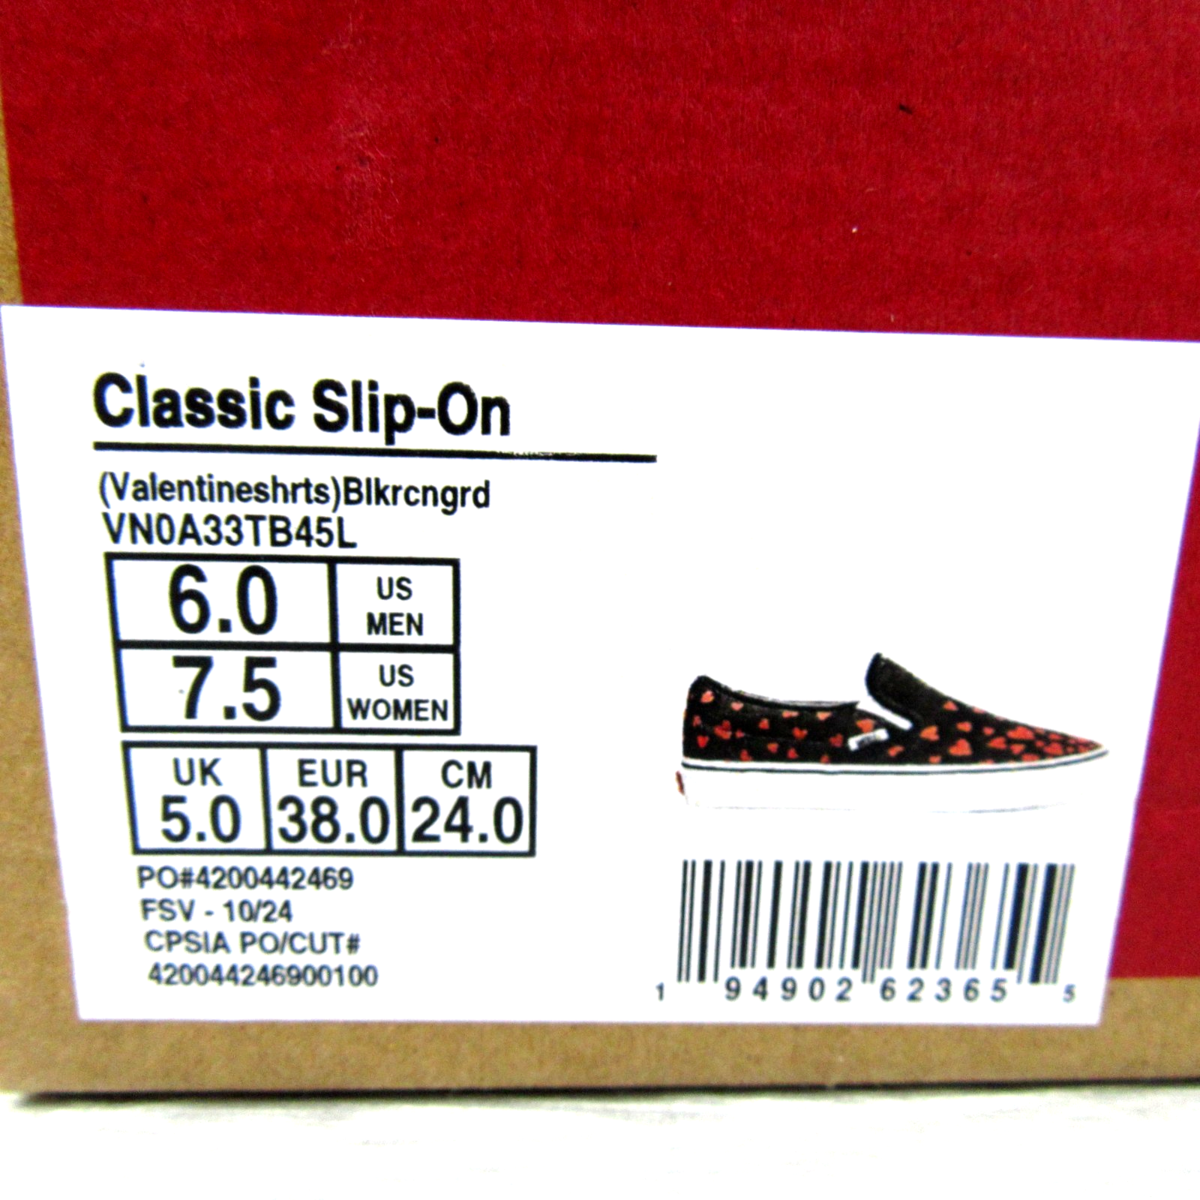 Classic Slip-On
(Valentineshrts)Blkrcngrd
VN0A33TB45L
6.0 US MEN
7.5 US WOMEN
UK EUR CM
5.0 38.0 24.0
PO#4200442469
FSV - 10/24
CPSIA PO/CUT#
420044246900100
1 94902 62365 5